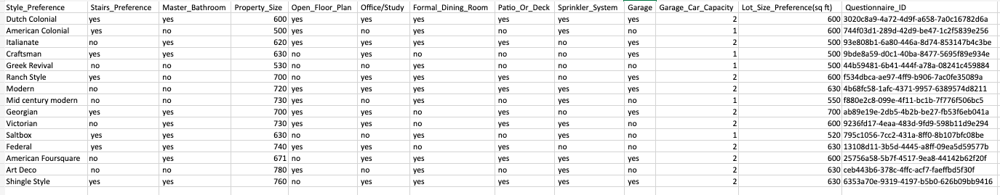 Style_Preference Stairs_Preference Master_Bathroom Property_Size Open_Floor_Plan Office/Study Formal_Dining_Room Patio_Or_Deck Sprinkler_System Garage Garage_Car_Capacity Lot_Size_Preference(sq ft) Questionnaire_ID
Dutch Colonial yes yes 600 yes yes yes yes yes yes 2 600 3020c8a9-4a72-4d9f-a658-7a0c16782d6a
American Colonial yes no 500 yes no yes no yes no 1 600 744f03d1-289d-42d9-be47-1c2f5839e256
Italianate no yes 620 yes yes yes yes no yes 2 500 93e808b1-6a80-446a-8d74-853147b4c3be
Craftsman yes yes 630 no yes no no no yes 1 500 9bde8a59-d0c1-40ba-8477-5695f89e934e
Greek Revival no no 530 no no yes no yes no 1 500 44b59481-6b41-444f-a78a-08241c459884
Ranch Style yes no 700 no yes yes yes no yes 2 600 f534dbca-ae97-4ff9-b906-7ac0fe35089a
Modern no no 720 yes yes yes yes yes yes 2 630 4b68fc58-1afc-4371-9957-6389574d8211
Mid century modern no no 730 yes no yes no yes no 1 550 f880e2c8-099e-4f11-bc1b-7f776f506bc5
Georgian yes yes 700 yes yes no yes no yes 2 700 ab89e19e-2db5-4b2b-be27-fb53f6eb041a
Victorian no yes 730 yes yes yes yes yes no 2 600 9236fd17-4eaa-483d-9fd9-598b11d9e294
Saltbox yes yes 630 no no yes no no no 1 520 795c1056-7cc2-431a-8ff0-8b107bfc08be
Federal yes yes 740 yes yes no yes yes no 2 630 13108d11-3b5d-4445-a8ff-09ea5d59577b
American Foursquare no yes 671 no yes yes yes yes yes 2 600 25756a58-5b7f-4517-9ea8-44142b62f20f
Art Deco no no 780 yes no yes no yes no 2 630 ceb443b6-378c-4ffc-acf7-faeffbd5f30f
Shingle Style yes yes 760 no yes yes yes yes yes 2 630 6353a70e-9319-4197-b5b0-626b09bb9416